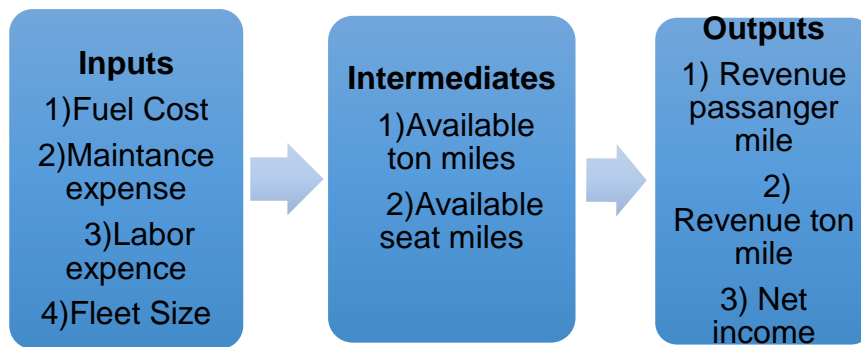 Inputs
1)Fuel Cost
2)Maintance
expense
3)Labor
expence
4)Fleet Size
Intermediates
1)Available
ton miles
2)Available
seat miles
Outputs
1) Revenue
passanger
mile
2)
Revenue ton
mile
3) Net
income